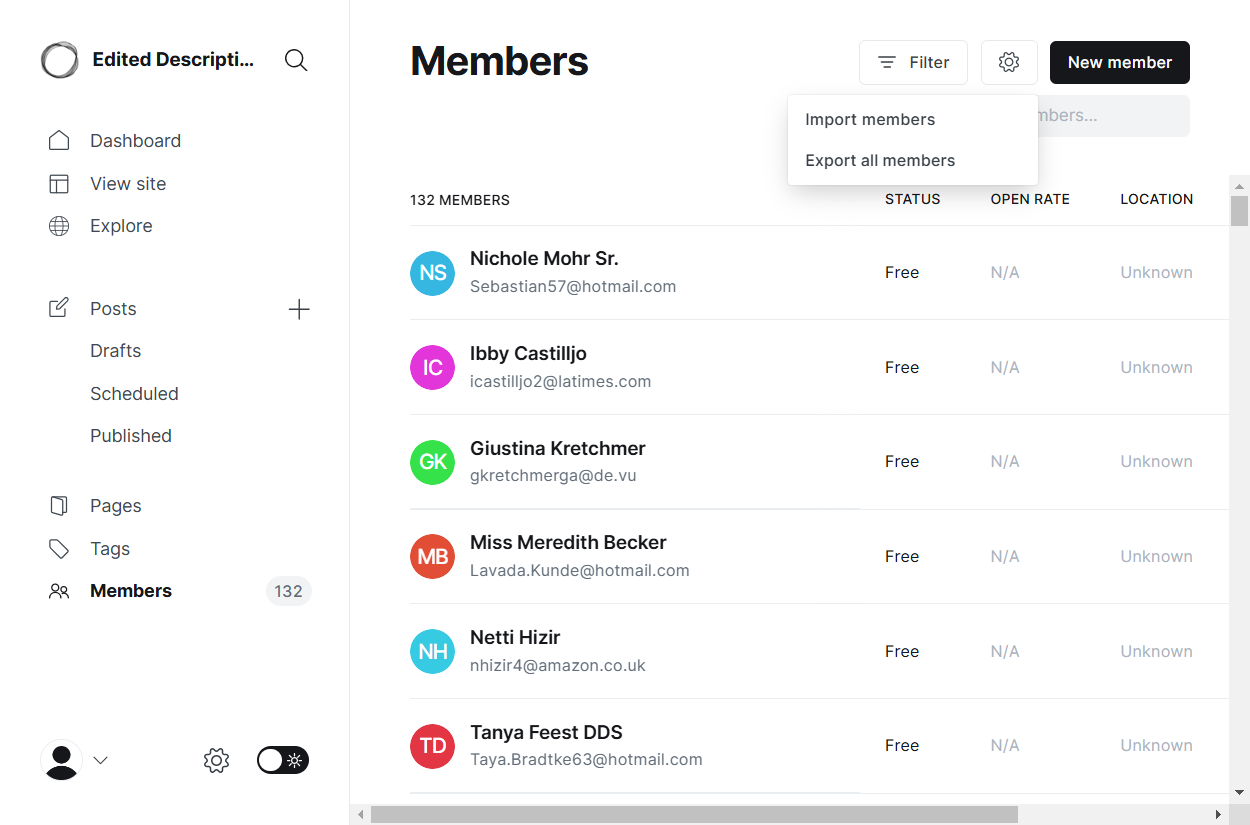 Edited Descripti...
Dashboard
View site
Explore
Posts
Drafts
Scheduled
Published
Pages
Tags
Members
132
Members
Filter
New member
Import members
Export all members
mbers...
132 MEMBERS
STATUS
OPEN RATE
LOCATION
NS
Nichole Mohr Sr.
Sebastian57@hotmail.com
Free
N/A
Unknown
IC
Ibby Castilljo
icastilljo2@latimes.com
Free
N/A
Unknown
GK
Giustina Kretchmer
gkretchmerga@de.vu
Free
N/A
Unknown
MB
Miss Meredith Becker
Lavada.Kunde@hotmail.com
Free
N/A
Unknown
NH
Netti Hizir
nhizir4@amazon.co.uk
Free
N/A
Unknown
TD
Tanya Feest DDS
Taya.Bradtke63@hotmail.com
Free
N/A
Unknown